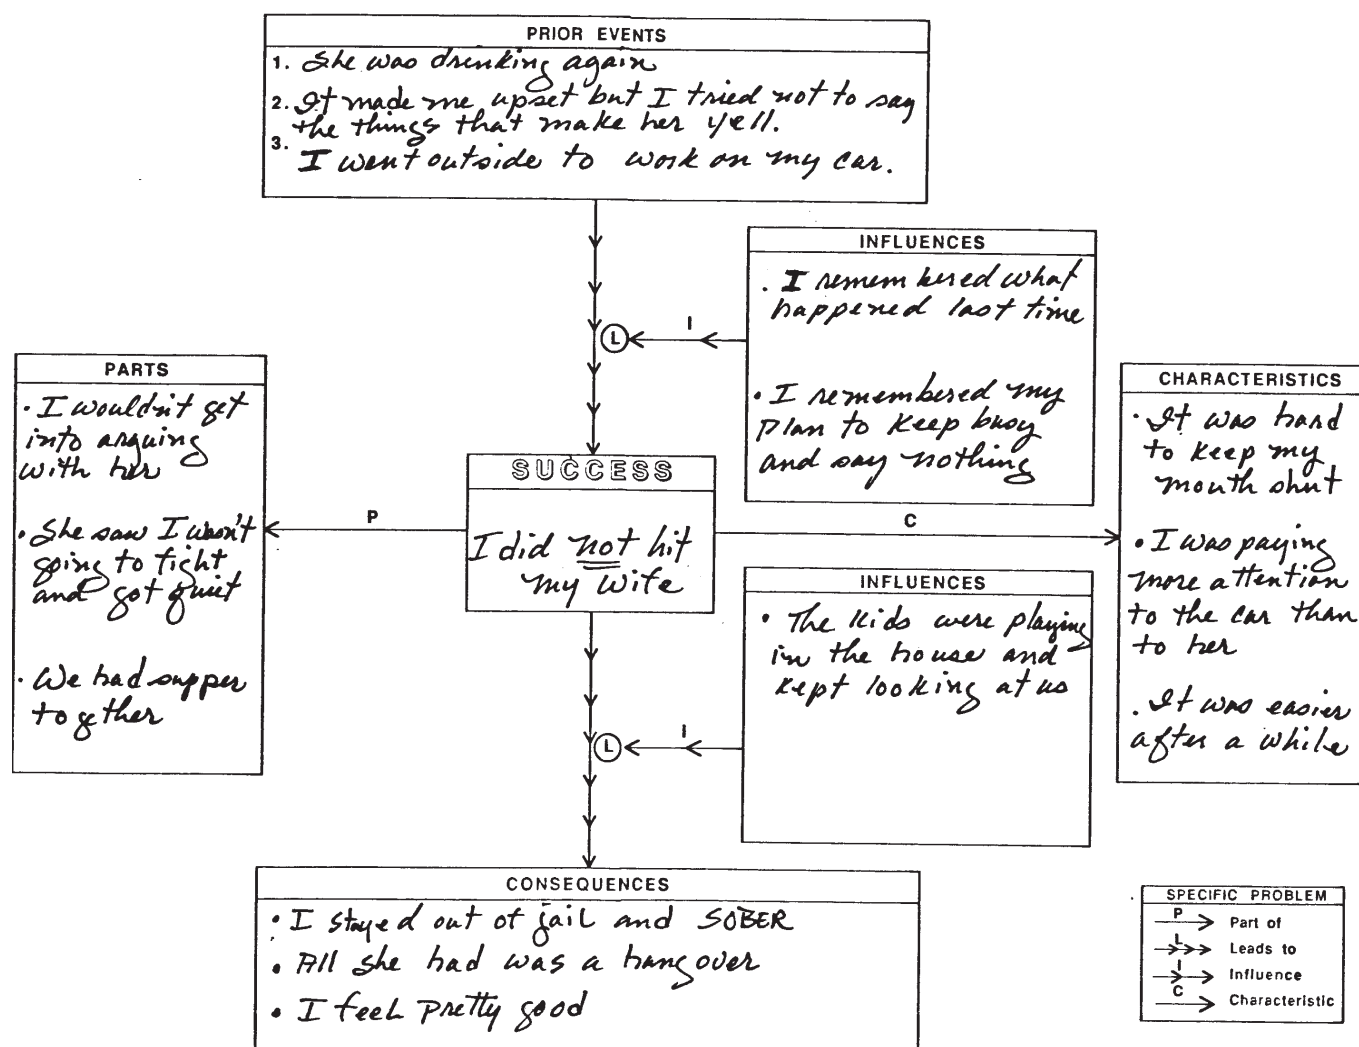 PRIOR EVENTS
1. She was drinking again
2. It made me upset but I tried not to say
the things that make her yell.
3. I went outside to work on my car.
INFLUENCES
. I remembered what
happened last time
• I remembered my
plan to keep busy
and say nothing
L
I
PARTS
• I wouldn't get
into arguing
with her
• She saw I wasn't
going to fight
and got quiet
• We had supper
together
P
SUCCESS
I did not hit
my wife
C
CHARACTERISTICS
• It was hard
to keep my
mouth shut
• I was paying
more attention
to the car than
to her
. It was easier
after a while
INFLUENCES
• The kids were playing
in the house and
kept looking at us
L
I
CONSEQUENCES
• I stayed out of jail and SOBER
• All she had was a hangover
• I feel pretty good
SPECIFIC PROBLEM
P Part of
L Leads to
I Influence
C Characteristic